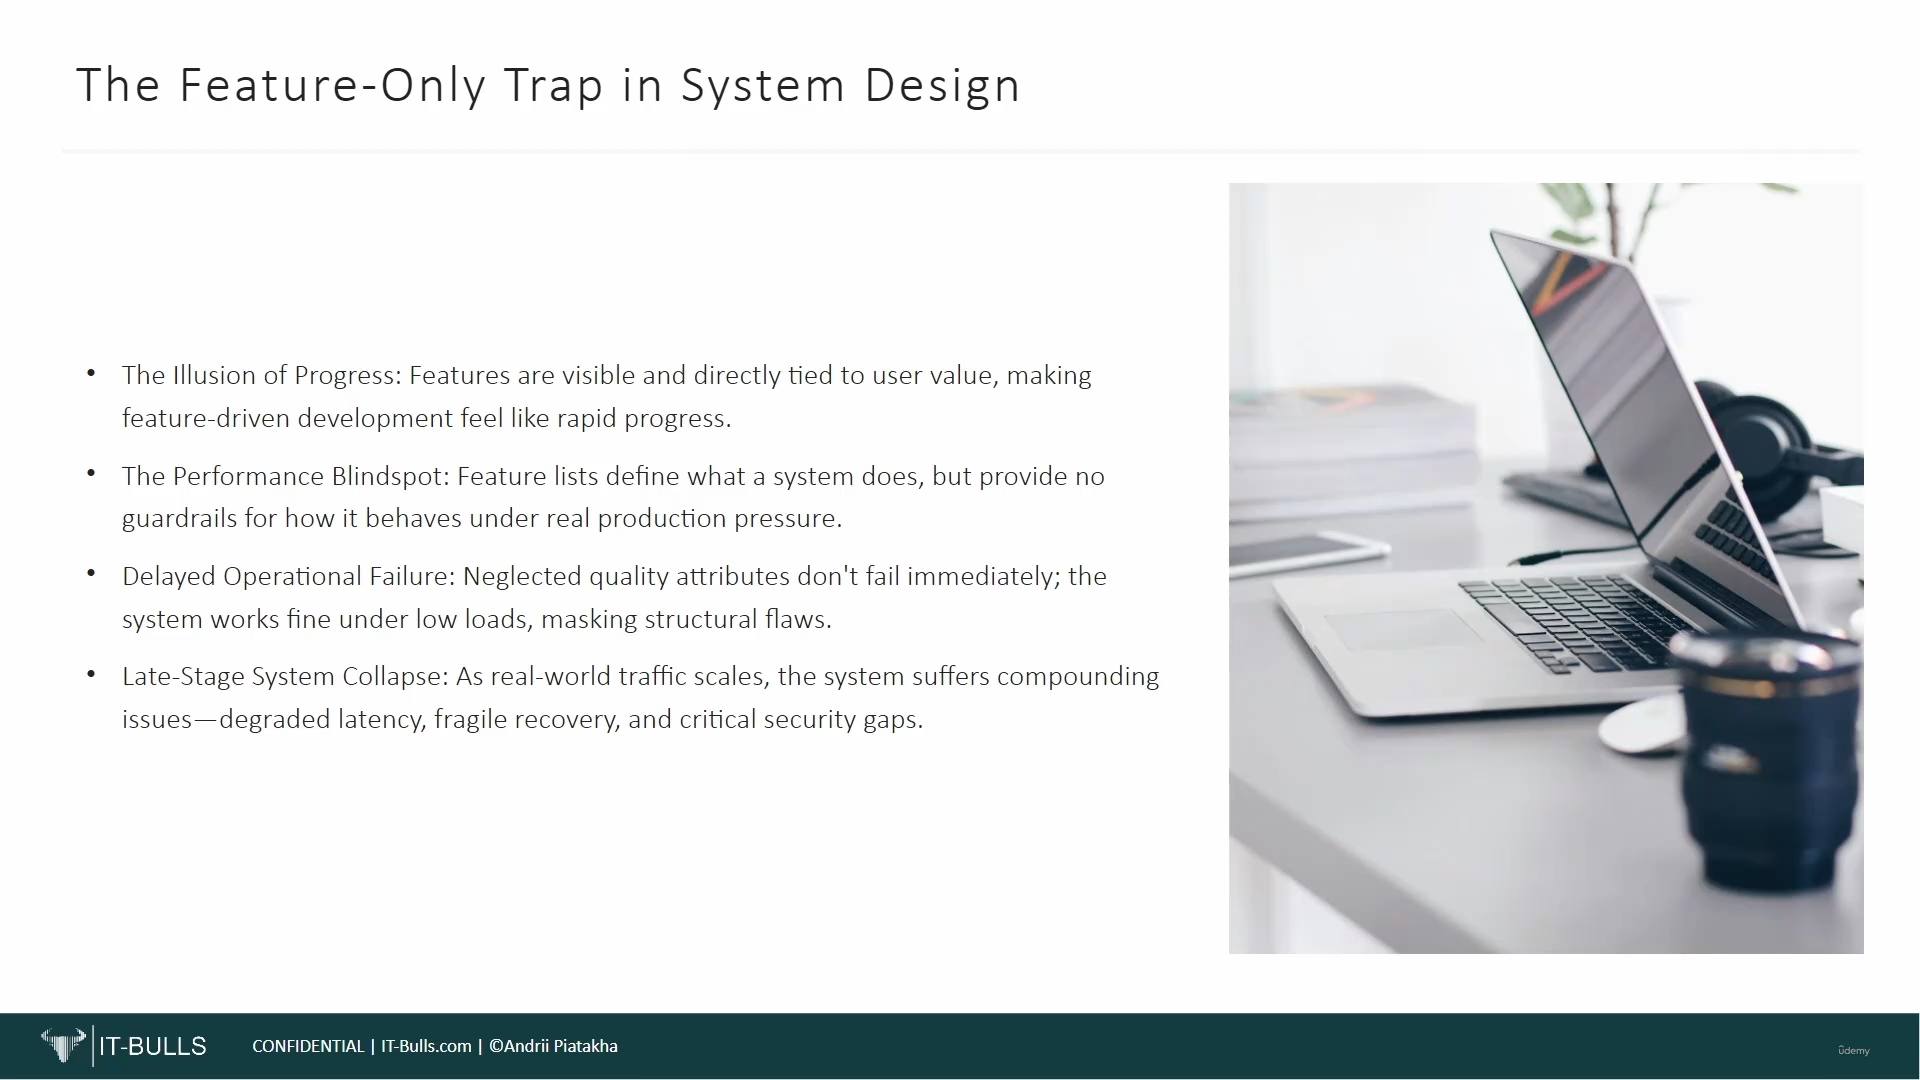 The Feature-Only Trap in System Design
• The Illusion of Progress: Features are visible and directly tied to user value, making
feature-driven development feel like rapid progress.
• The Performance Blindspot: Feature lists define what a system does, but provide no
guardrails for how it behaves under real production pressure.
• Delayed Operational Failure: Neglected quality attributes don't fail immediately; the
system works fine under low loads, masking structural flaws.
• Late-Stage System Collapse: As real-world traffic scales, the system suffers compounding
issues—degraded latency, fragile recovery, and critical security gaps.
IT-BULLS
CONFIDENTIAL | IT-Bulls.com | ©Andrii Piatakha
ûdemy